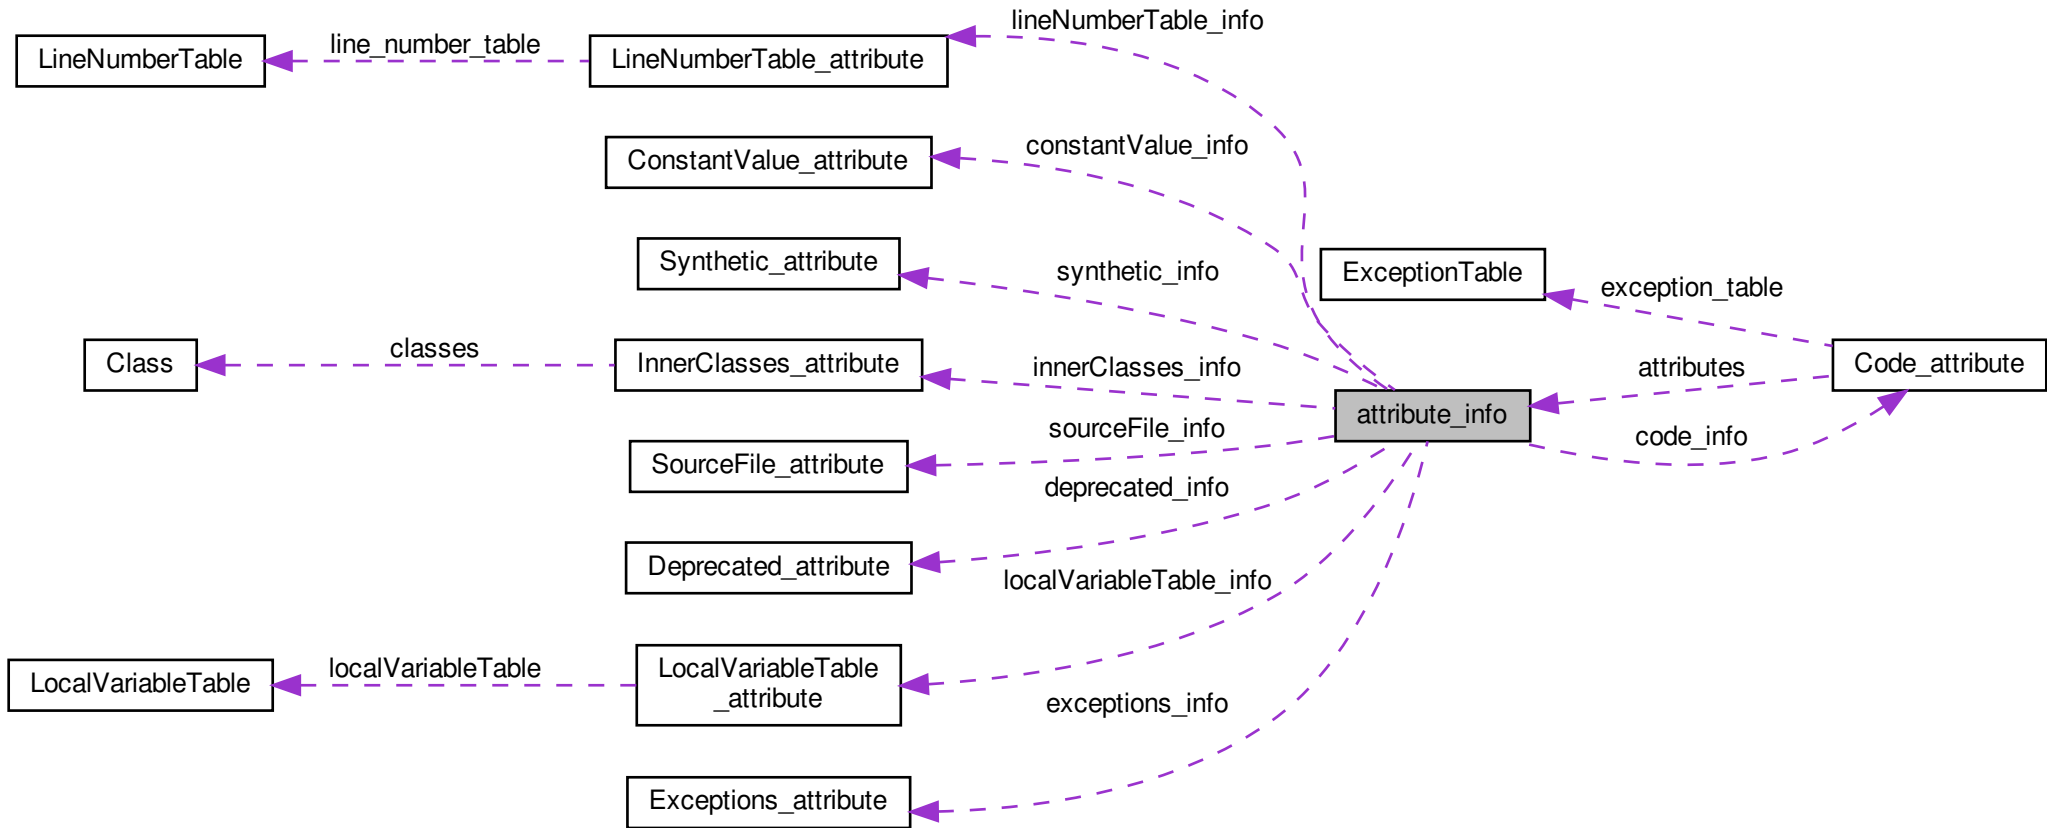 lineNumberTable_info
LineNumberTable
line_number_table
LineNumberTable_attribute
constantValue_info
ConstantValue_attribute
Synthetic_attribute
synthetic_info
ExceptionTable
exception_table
Class
classes
InnerClasses_attribute
innerClasses_info
attributes
Code_attribute
attribute_info
sourceFile_info
code_info
SourceFile_attribute
deprecated_info
Deprecated_attribute
localVariableTable_info
LocalVariableTable
localVariableTable
LocalVariableTable
_attribute
exceptions_info
Exceptions_attribute